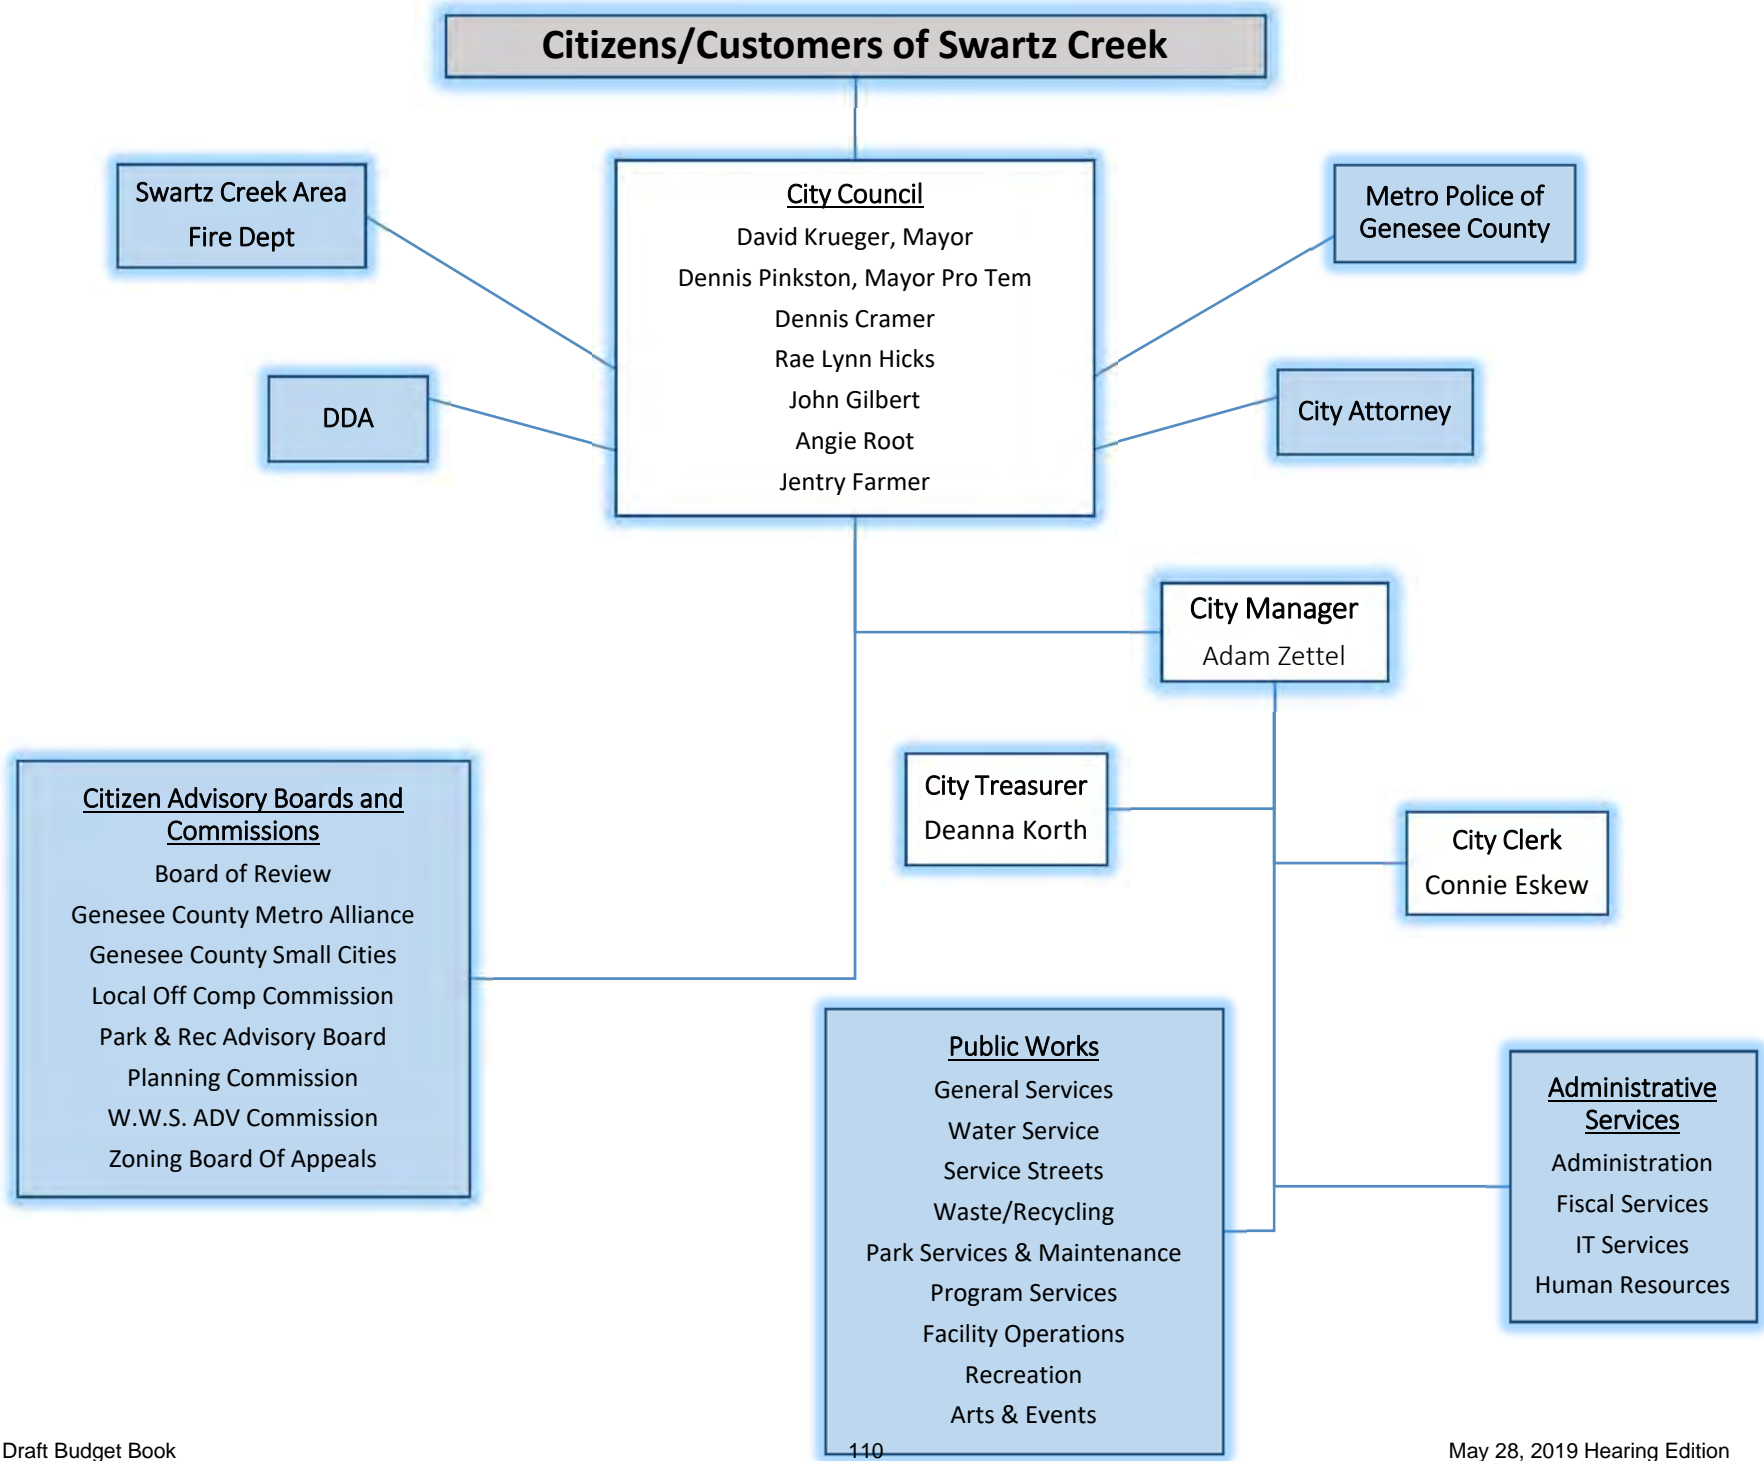 Citizens/Customers of Swartz Creek
Swartz Creek Area
Fire Dept
City Council
David Krueger, Mayor
Dennis Pinkston, Mayor Pro Tem
Dennis Cramer
Rae Lynn Hicks
John Gilbert
Angie Root
Jentry Farmer
Metro Police of
Genesee County
DDA
City Attorney
City Manager
Adam Zettel
City Treasurer
Deanna Korth
City Clerk
Connie Eskew
Citizen Advisory Boards and
Commissions
Board of Review
Genesee County Metro Alliance
Genesee County Small Cities
Local Off Comp Commission
Park & Rec Advisory Board
Planning Commission
W.W.S. ADV Commission
Zoning Board Of Appeals
Public Works
General Services
Water Service
Service Streets
Waste/Recycling
Park Services & Maintenance
Program Services
Facility Operations
Recreation
Arts & Events
Administrative
Services
Administration
Fiscal Services
IT Services
Human Resources
Draft Budget Book
110
May 28, 2019 Hearing Edition